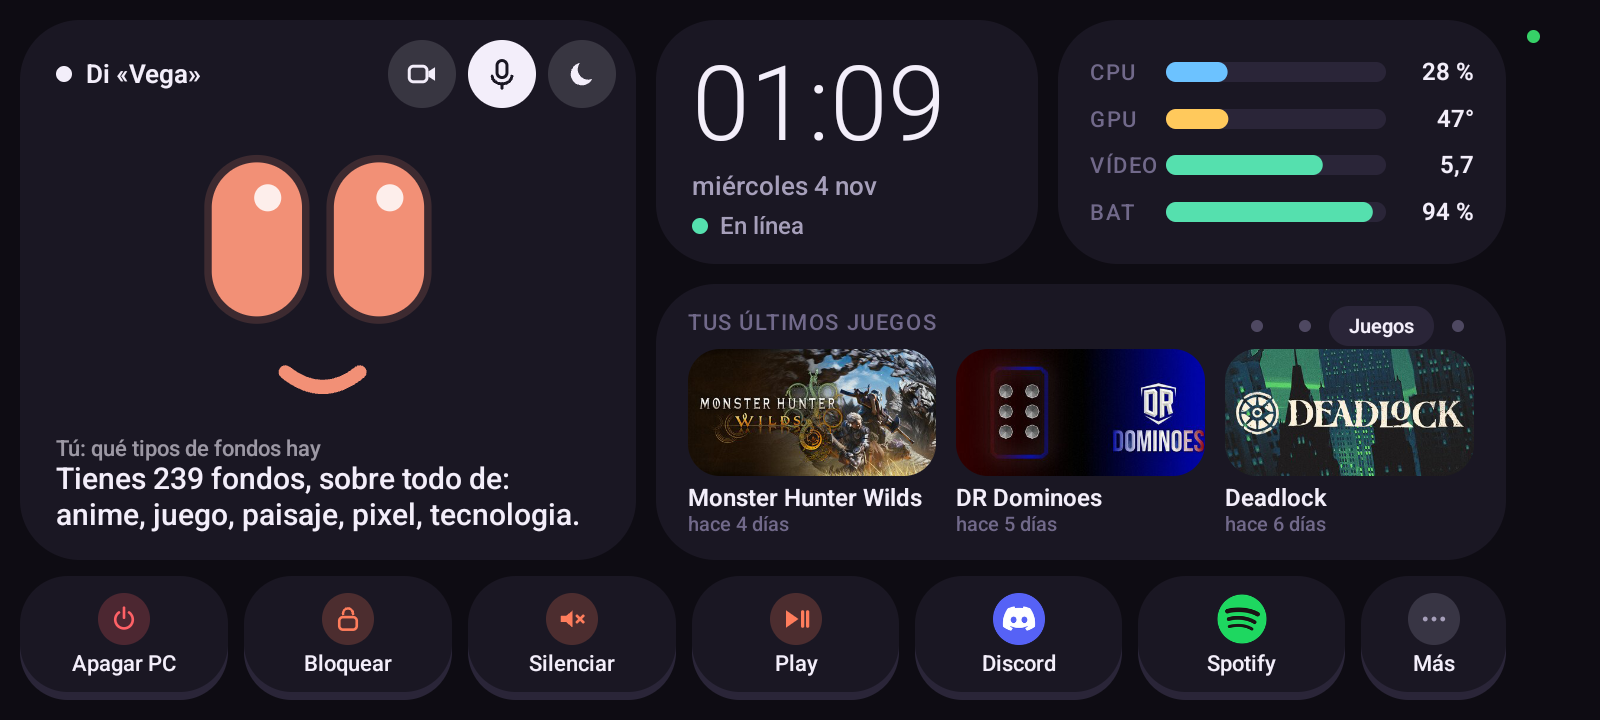 Di «Vega»
01:09
miércoles 4 nov
En línea
CPU 28 %
GPU 47°
VÍDEO 5,7
BAT 94 %
Tú: qué tipos de fondos hay
Tienes 239 fondos, sobre todo de:
anime, juego, paisaje, pixel, tecnologia.
TUS ÚLTIMOS JUEGOS
Juegos
MONSTER HUNTER
WILDS
DR
DOMINOES
DEADLOCK
Monster Hunter Wilds
hace 4 días
DR Dominoes
hace 5 días
Deadlock
hace 6 días
Apagar PC
Bloquear
Silenciar
Play
Discord
Spotify
Más